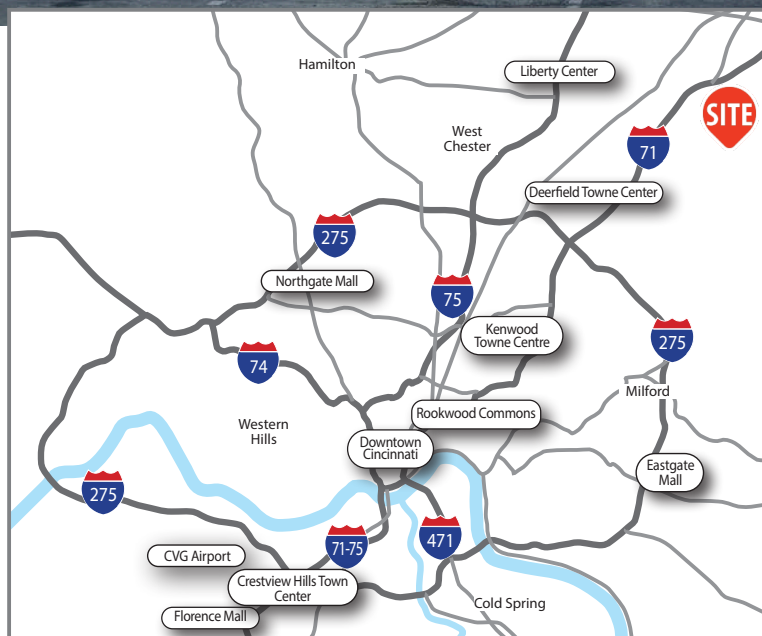 Hamilton
Liberty Center
SITE
West
Chester
71
Deerfield Towne Center
275
Northgate Mall
75
Kenwood
Towne Centre
275
74
Milford
Rookwood Commons
Western
Hills
Downtown
Cincinnati
Eastgate
Mall
275
71-75
471
CVG Airport
Crestview Hills Town
Center
Cold Spring
Florence Mall